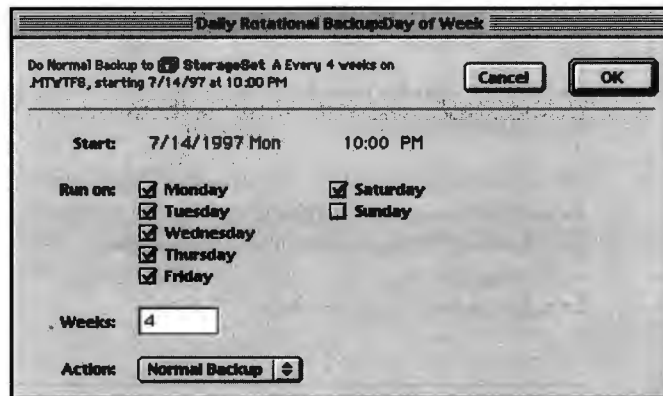 Daily Rotational Backup:Day of Week
Do Normal Backup to StorageSet A Every 4 weeks on
.MTWTFS, starting 7/14/97 at 10:00 PM
Cancel
OK
Start: 7/14/1997 Mon 10:00 PM
Run on: Monday Saturday
Tuesday Sunday
Wednesday
Thursday
Friday
Weeks: 4
Action: Normal Backup